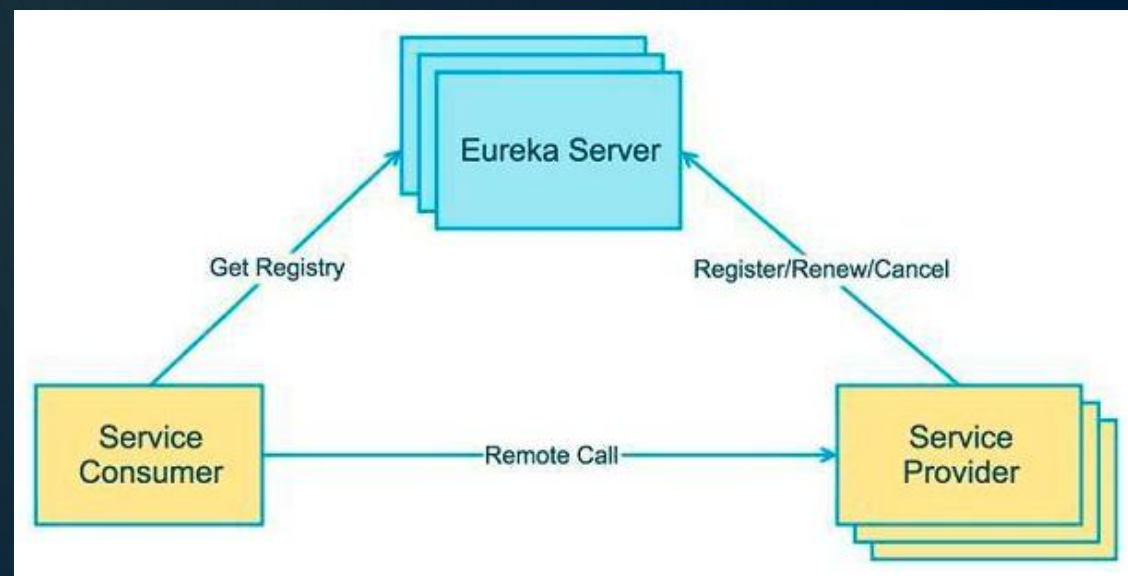 Eureka Server
Get Registry
Register/Renew/Cancel
Service
Consumer
Remote Call
Service
Provider